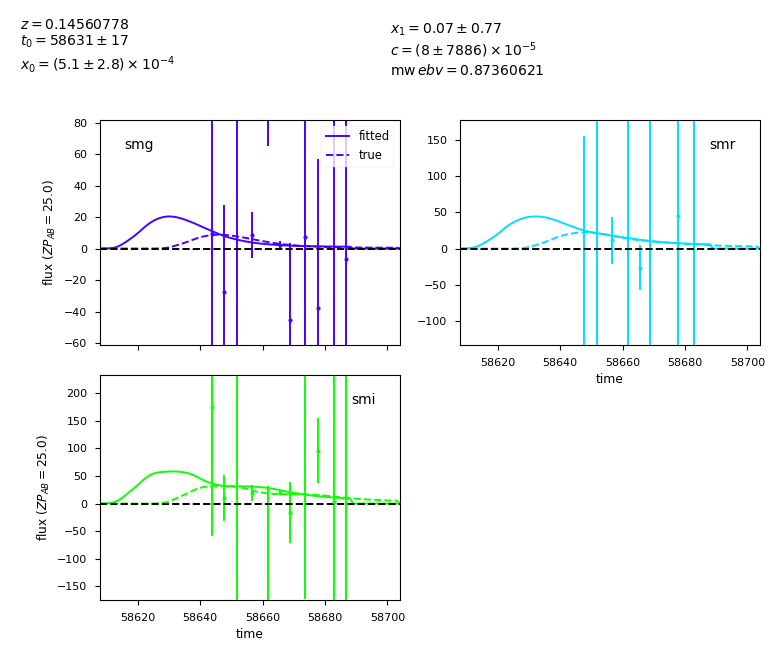 z = 0.14560778
t₀ = 58631 ± 17
x₀ = (5.1 ± 2.8) × 10⁻⁴
x₁ = 0.07 ± 0.77
c = (8 ± 7886) × 10⁻⁵
mw ebv = 0.87360621
80
60
40
20
0
−20
−40
−60
flux (ZP_AB = 25.0)
smg
fitted
true
150
100
50
0
−50
−100
smr
58620 58640 58660 58680 58700
time
200
150
100
50
0
−50
−100
−150
flux (ZP_AB = 25.0)
smi
58620 58640 58660 58680 58700
time